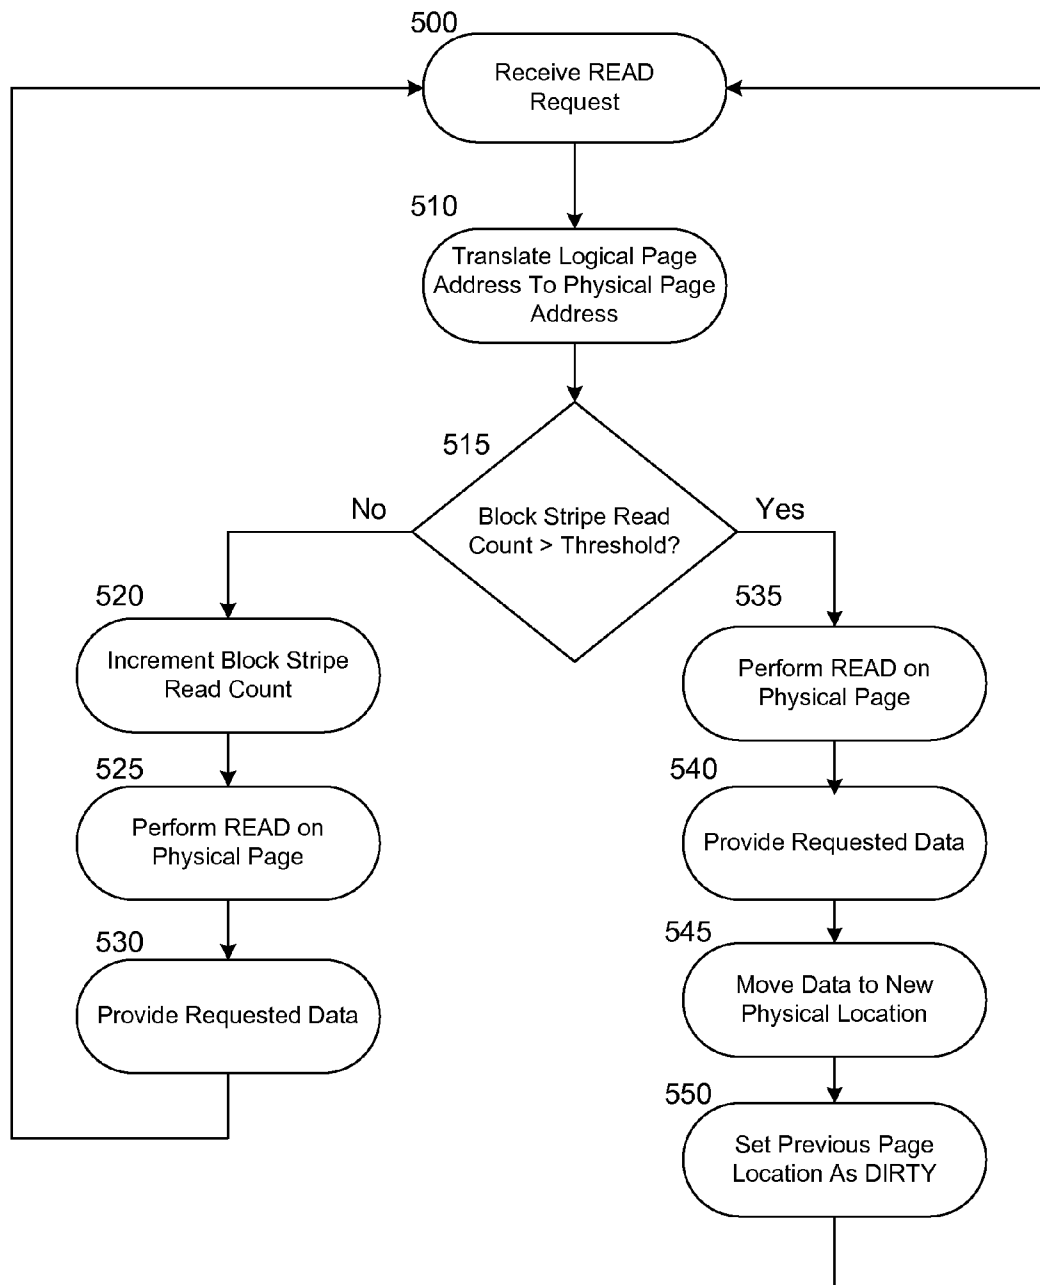 500
Receive READ
Request
510
Translate Logical Page
Address To Physical Page
Address
515
Block Stripe Read
Count > Threshold?
No
Yes
520
Increment Block Stripe
Read Count
525
Perform READ on
Physical Page
530
Provide Requested Data
535
Perform READ on
Physical Page
540
Provide Requested Data
545
Move Data to New
Physical Location
550
Set Previous Page
Location As DIRTY